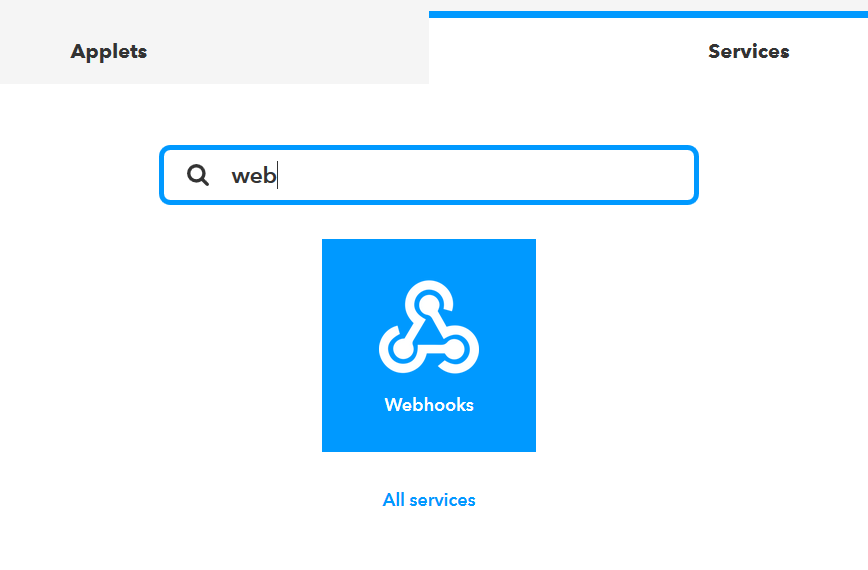 Applets
Services
web
Webhooks
All services